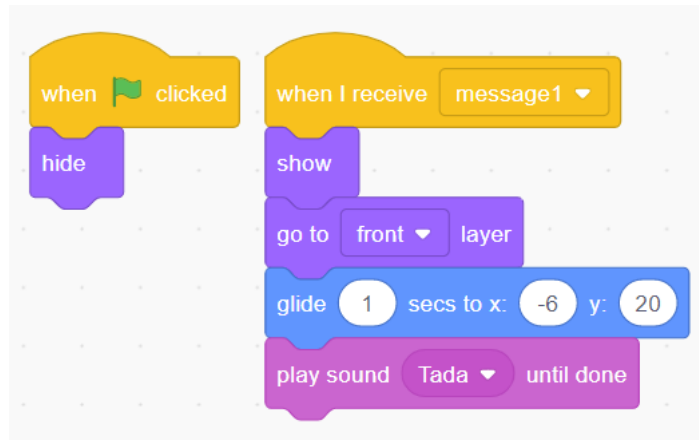 when clicked
hide
when I receive message1
show
go to front layer
glide 1 secs to x: -6 y: 20
play sound Tada until done